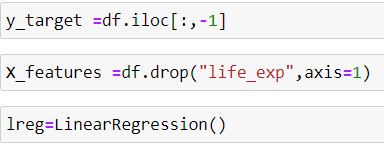 y_target =df.iloc[:,-1]
X_features =df.drop("life_exp",axis=1)
lreg=LinearRegression()